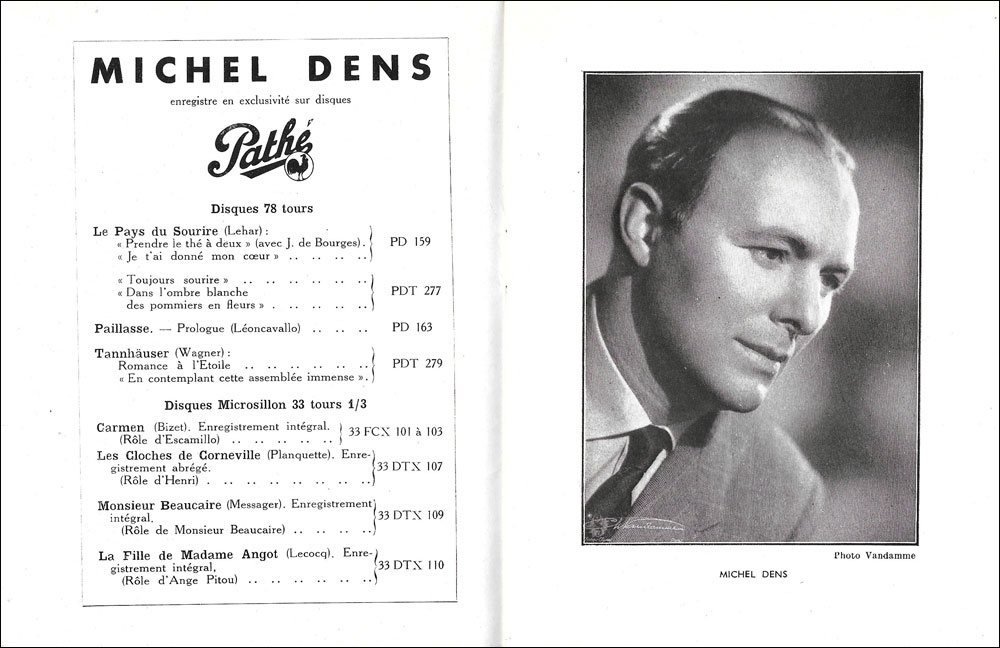 MICHEL DENS
enregistre en exclusivité sur disques
Pathé
Disques 78 tours
Le Pays du Sourire (Lehar) :
« Prendre le thé à deux » (avec J. de Bourges). PD 159
« Je t'ai donné mon cœur » .. .. .. ..
« Toujours sourire » .. .. .. .. .. ..
« Dans l'ombre blanche PDT 277
des pommiers en fleurs » . .. .. .. ..
Paillasse. — Prologue (Léoncavallo) .. .. .. PD 163
Tannhäuser (Wagner) :
Romance à l'Etoile .. .. .. .. .. .. PDT 279
« En contemplant cette assemblée immense ».
Disques Microsillon 33 tours 1/3
Carmen (Bizet). Enregistrement intégral. 33 FCX 101 à 103
(Rôle d'Escamillo) .. .. .. .. ..
Les Cloches de Corneville (Planquette). Enre-
gistrement abrégé. 33 DTX 107
(Rôle d'Henri) . .. .. .. .. .. .. ..
Monsieur Beaucaire (Messager). Enregistrement
intégral, 33 DTX 109
(Rôle de Monsieur Beaucaire) .. .. .. ..
La Fille de Madame Angot (Lecocq). Enre-
gistrement intégral, 33 DTX 110
(Rôle d'Ange Pitou) .. .. .. .. .. ..
Photo Vandamme
MICHEL DENS